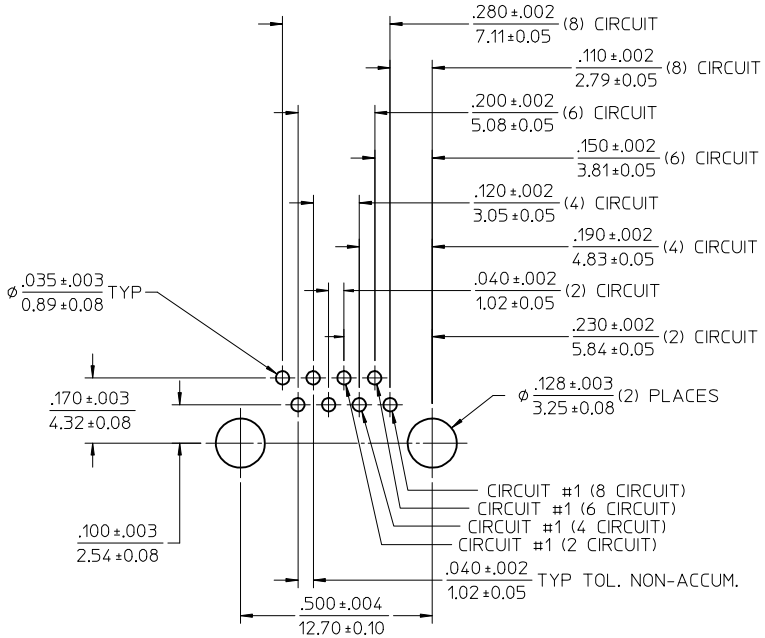 .280±.002
7.11±0.05
(8) CIRCUIT
.110±.002
2.79±0.05
(8) CIRCUIT
.200±.002
5.08±0.05
(6) CIRCUIT
.150±.002
3.81±0.05
(6) CIRCUIT
.120±.002
3.05±0.05
(4) CIRCUIT
.190±.002
4.83±0.05
(4) CIRCUIT
.040±.002
1.02±0.05
(2) CIRCUIT
.230±.002
5.84±0.05
(2) CIRCUIT
ϕ .035±.003
0.89±0.08
TYP
.170±.003
4.32±0.08
ϕ .128±.003
3.25±0.08
(2) PLACES
CIRCUIT #1 (8 CIRCUIT)
CIRCUIT #1 (6 CIRCUIT)
CIRCUIT #1 (4 CIRCUIT)
CIRCUIT #1 (2 CIRCUIT)
.100±.003
2.54±0.08
.040±.002
1.02±0.05
TYP TOL. NON-ACCUM.
.500±.004
12.70±0.10